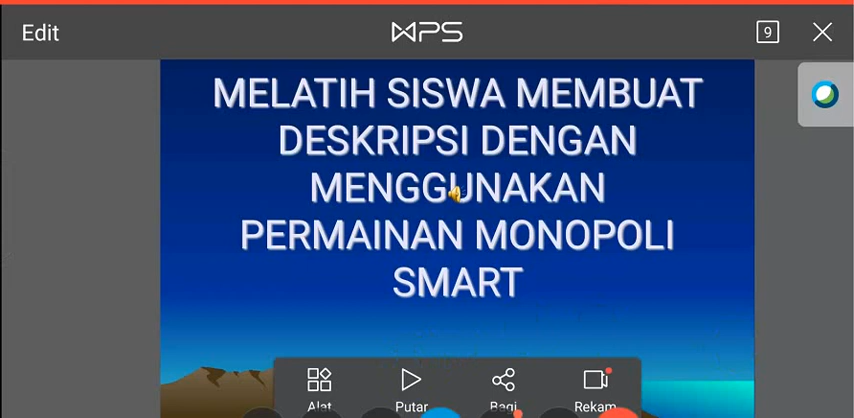 Edit
WPS
9
MELATIH SISWA MEMBUAT
DESKRIPSI DENGAN
MENGGUNAKAN
PERMAINAN MONOPOLI
SMART
Alat
Putar
Bagi
Rekam